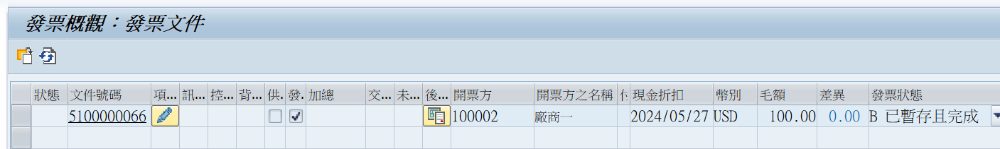 發票概觀：發票文件
狀態 文件號碼 項... 訊... 控... 背... 供. 發. 加總 交... 未... 後... 開票方 開票方之名稱 現金折扣 幣別 毛額 差異 發票狀態
5100000066 100002 廠商一 2024/05/27 USD 100.00 0.00 B 已暫存且完成